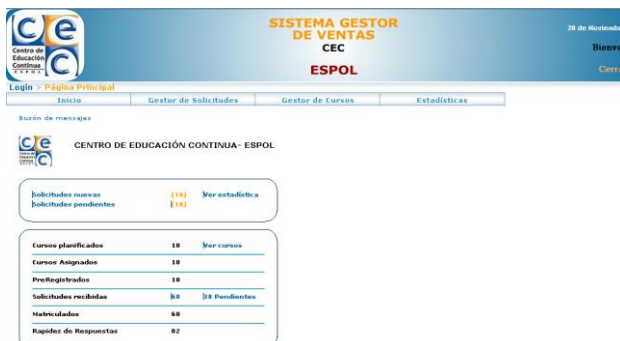 SISTEMA GESTOR
DE VENTAS
CEC
ESPOL
20 de Noviemb
Bienve
Cerr
CeC
Centro de
Educación
Continua
ESPOL
Login > Página Principal
Inicio Gestor de Solicitudes Gestor de Cursos Estadísticas
Buzón de mensajes
CENTRO DE EDUCACIÓN CONTINUA- ESPOL
Solicitudes nuevas (10) Ver estadística
Solicitudes pendientes (10)
Cursos planificados 10 Ver cursos
Cursos Asignados 10
PreRegistrados 10
Solicitudes recibidas 60 38 Pendientes
Matriculados 60
Rapidez de Respuestas 02